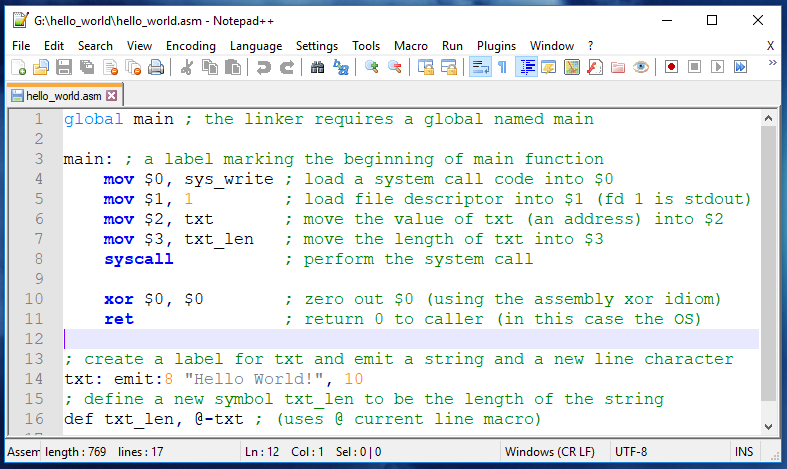 G:\hello_world\hello_world.asm - Notepad++
File Edit Search View Encoding Language Settings Tools Macro Run Plugins Window ? X
hello_world.asm
1 global main ; the linker requires a global named main
2
3 main: ; a label marking the beginning of main function
4     mov $0, sys_write ; load a system call code into $0
5     mov $1, 1         ; load file descriptor into $1 (fd 1 is stdout)
6     mov $2, txt       ; move the value of txt (an address) into $2
7     mov $3, txt_len   ; move the length of txt into $3
8     syscall           ; perform the system call
9
10     xor $0, $0        ; zero out $0 (using the assembly xor idiom)
11     ret               ; return 0 to caller (in this case the OS)
12
13 ; create a label for txt and emit a string and a new line character
14 txt: emit:8 "Hello World!", 10
15 ; define a new symbol txt_len to be the length of the string
16 def txt_len, @-txt ; (uses @ current line macro)
Assem length : 769 lines : 17 Ln : 12 Col : 1 Sel : 0 | 0 Windows (CR LF) UTF-8 INS